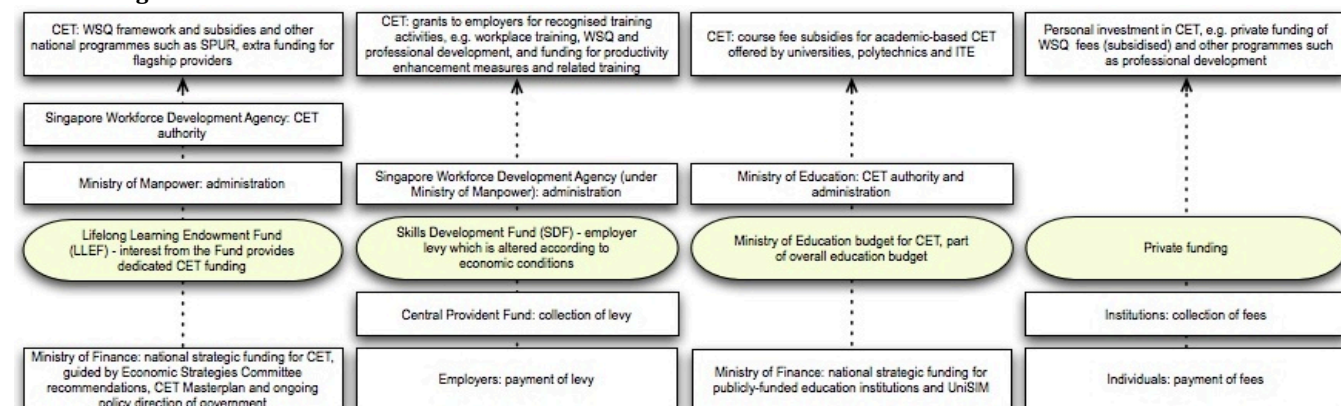 CET: WSQ framework and subsidies and other
national programmes such as SPUR, extra funding for
flagship providers
CET: grants to employers for recognised training
activities, e.g. workplace training, WSQ and
professional development, and funding for productivity
enhancement measures and related training
CET: course fee subsidies for academic-based CET
offered by universities, polytechnics and ITE
Personal investment in CET, e.g. private funding of
WSQ fees (subsidised) and other programmes such
as professional development
Singapore Workforce Development Agency: CET
authority
Ministry of Manpower: administration
Singapore Workforce Development Agency (under
Ministry of Manpower): administration
Ministry of Education: CET authority and
administration
Lifelong Learning Endowment Fund
(LLEF) - interest from the Fund provides
dedicated CET funding
Skills Development Fund (SDF) - employer
levy which is altered according to
economic conditions
Ministry of Education budget for CET, part
of overall education budget
Private funding
Central Provident Fund: collection of levy
Institutions: collection of fees
Ministry of Finance: national strategic funding for CET,
guided by Economic Strategies Committee
recommendations, CET Masterplan and ongoing
policy direction of government
Employers: payment of levy
Ministry of Finance: national strategic funding for
publicly-funded education institutions and UniSIM
Individuals: payment of fees